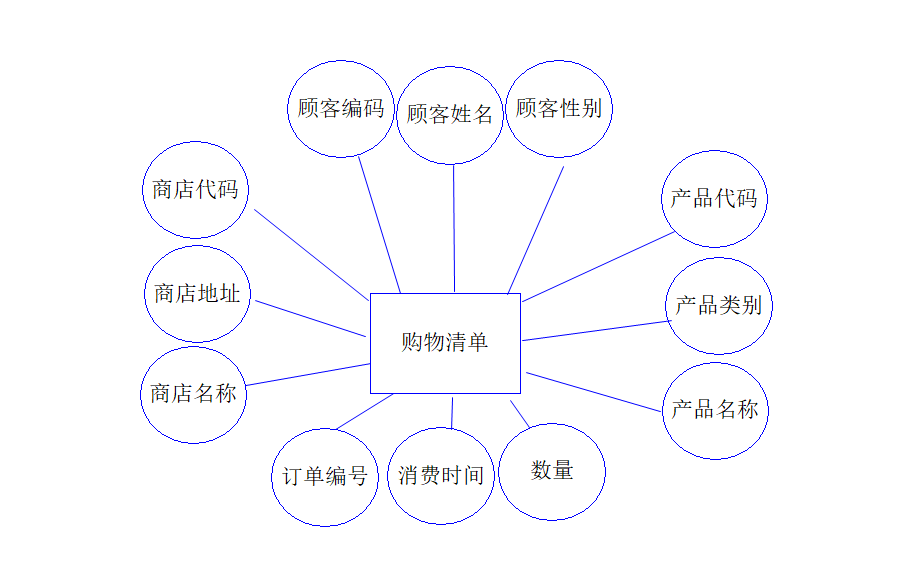 顾客编码
顾客姓名
顾客性别
商店代码
产品代码
商店地址
产品类别
购物清单
商店名称
产品名称
订单编号
消费时间
数量